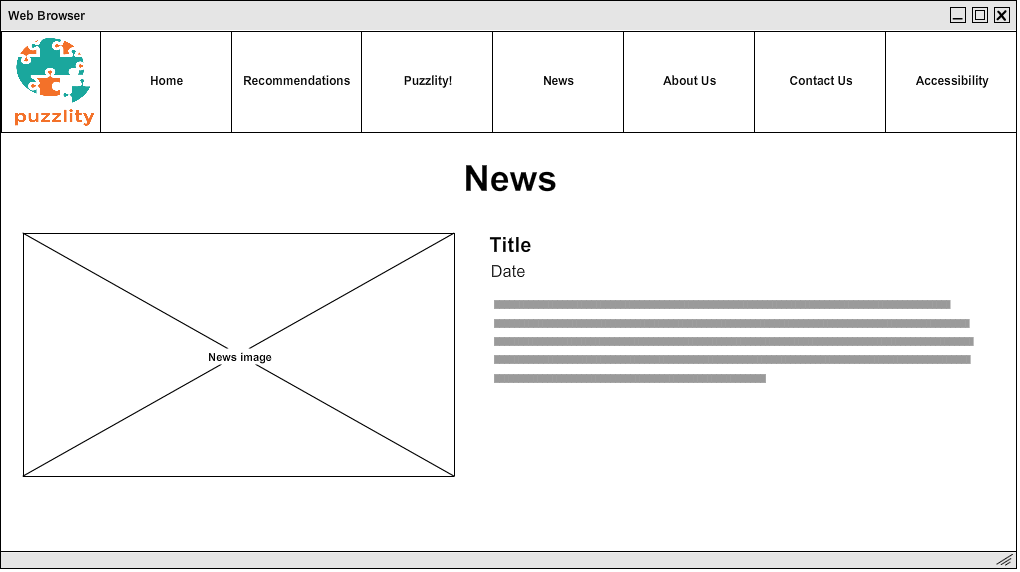 Web Browser
puzzlity
Home
Recommendations
Puzzlity!
News
About Us
Contact Us
Accessibility
News
Title
Date
News image